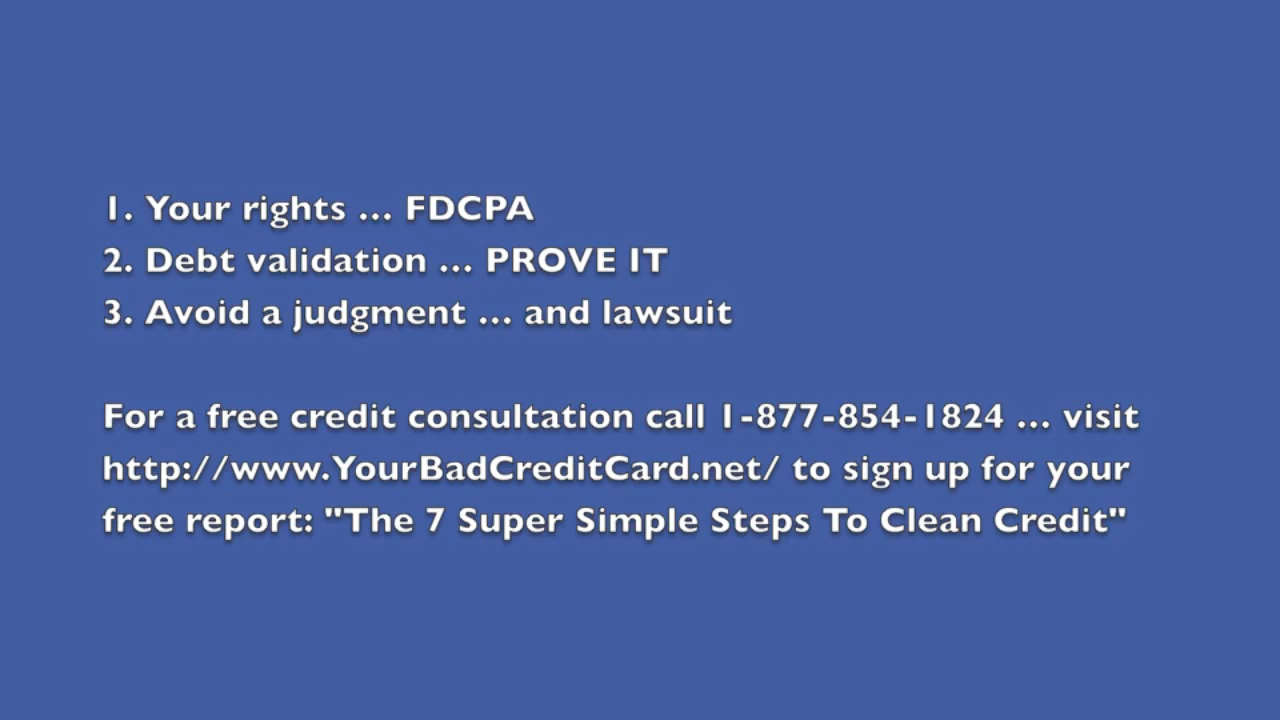 1. Your rights ... FDCPA
2. Debt validation ... PROVE IT
3. Avoid a judgment ... and lawsuit
For a free credit consultation call 1-877-854-1824 ... visit
http://www.YourBadCreditCard.net/ to sign up for your
free report: "The 7 Super Simple Steps To Clean Credit"